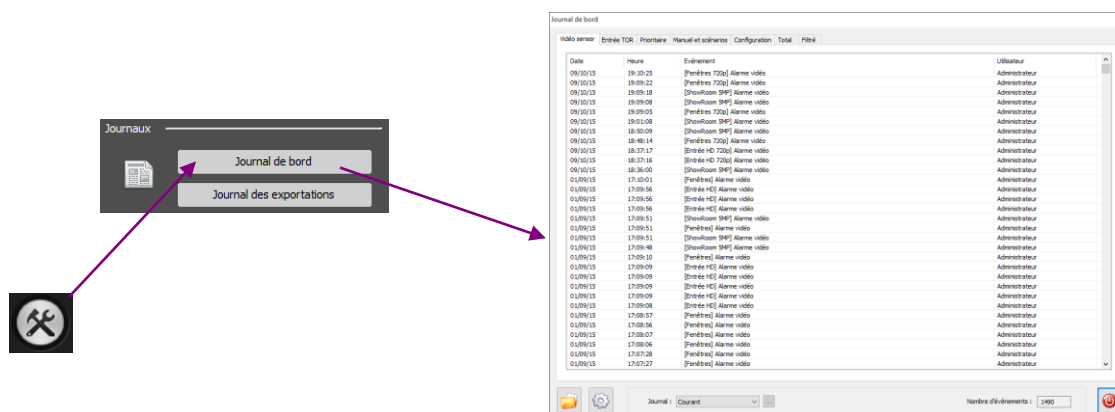 Journaux
Journal de bord
Journal des exportations
Journal de bord
Vidéo sensor Entrée TOR Prioritaire Manuel et scénarios Configuration Total Filtré
Date Heure Evénement Utilisateur
09/10/15 19:10:25 [Fenêtres 720p] Alarme vidéo Administrateur
09/10/15 19:09:22 [Fenêtres 720p] Alarme vidéo Administrateur
09/10/15 19:09:18 [ShowRoom 5MP] Alarme vidéo Administrateur
09/10/15 19:09:08 [ShowRoom 5MP] Alarme vidéo Administrateur
09/10/15 19:09:05 [Fenêtres 720p] Alarme vidéo Administrateur
09/10/15 19:01:08 [ShowRoom 5MP] Alarme vidéo Administrateur
09/10/15 18:50:09 [ShowRoom 5MP] Alarme vidéo Administrateur
09/10/15 18:48:14 [Fenêtres 720p] Alarme vidéo Administrateur
09/10/15 18:37:17 [Entrée HD 720p] Alarme vidéo Administrateur
09/10/15 18:37:16 [Entrée HD 720p] Alarme vidéo Administrateur
09/10/15 18:36:00 [ShowRoom 5MP] Alarme vidéo Administrateur
01/09/15 17:10:01 [Fenêtres] Alarme vidéo Administrateur
01/09/15 17:09:56 [Entrée HD] Alarme vidéo Administrateur
01/09/15 17:09:56 [Entrée HD] Alarme vidéo Administrateur
01/09/15 17:09:56 [Entrée HD] Alarme vidéo Administrateur
01/09/15 17:09:51 [ShowRoom 5MP] Alarme vidéo Administrateur
01/09/15 17:09:51 [Fenêtres] Alarme vidéo Administrateur
01/09/15 17:09:51 [ShowRoom 5MP] Alarme vidéo Administrateur
01/09/15 17:09:48 [ShowRoom 5MP] Alarme vidéo Administrateur
01/09/15 17:09:10 [Fenêtres] Alarme vidéo Administrateur
01/09/15 17:09:09 [Entrée HD] Alarme vidéo Administrateur
01/09/15 17:09:09 [Entrée HD] Alarme vidéo Administrateur
01/09/15 17:09:09 [Entrée HD] Alarme vidéo Administrateur
01/09/15 17:09:09 [Entrée HD] Alarme vidéo Administrateur
01/09/15 17:09:08 [Entrée HD] Alarme vidéo Administrateur
01/09/15 17:08:57 [Fenêtres] Alarme vidéo Administrateur
01/09/15 17:08:56 [Fenêtres] Alarme vidéo Administrateur
01/09/15 17:08:07 [Fenêtres] Alarme vidéo Administrateur
01/09/15 17:08:06 [Fenêtres] Alarme vidéo Administrateur
01/09/15 17:07:28 [Fenêtres] Alarme vidéo Administrateur
01/09/15 17:07:27 [Fenêtres] Alarme vidéo Administrateur
Journal : Courant ... Nombre d'évènements : 1490